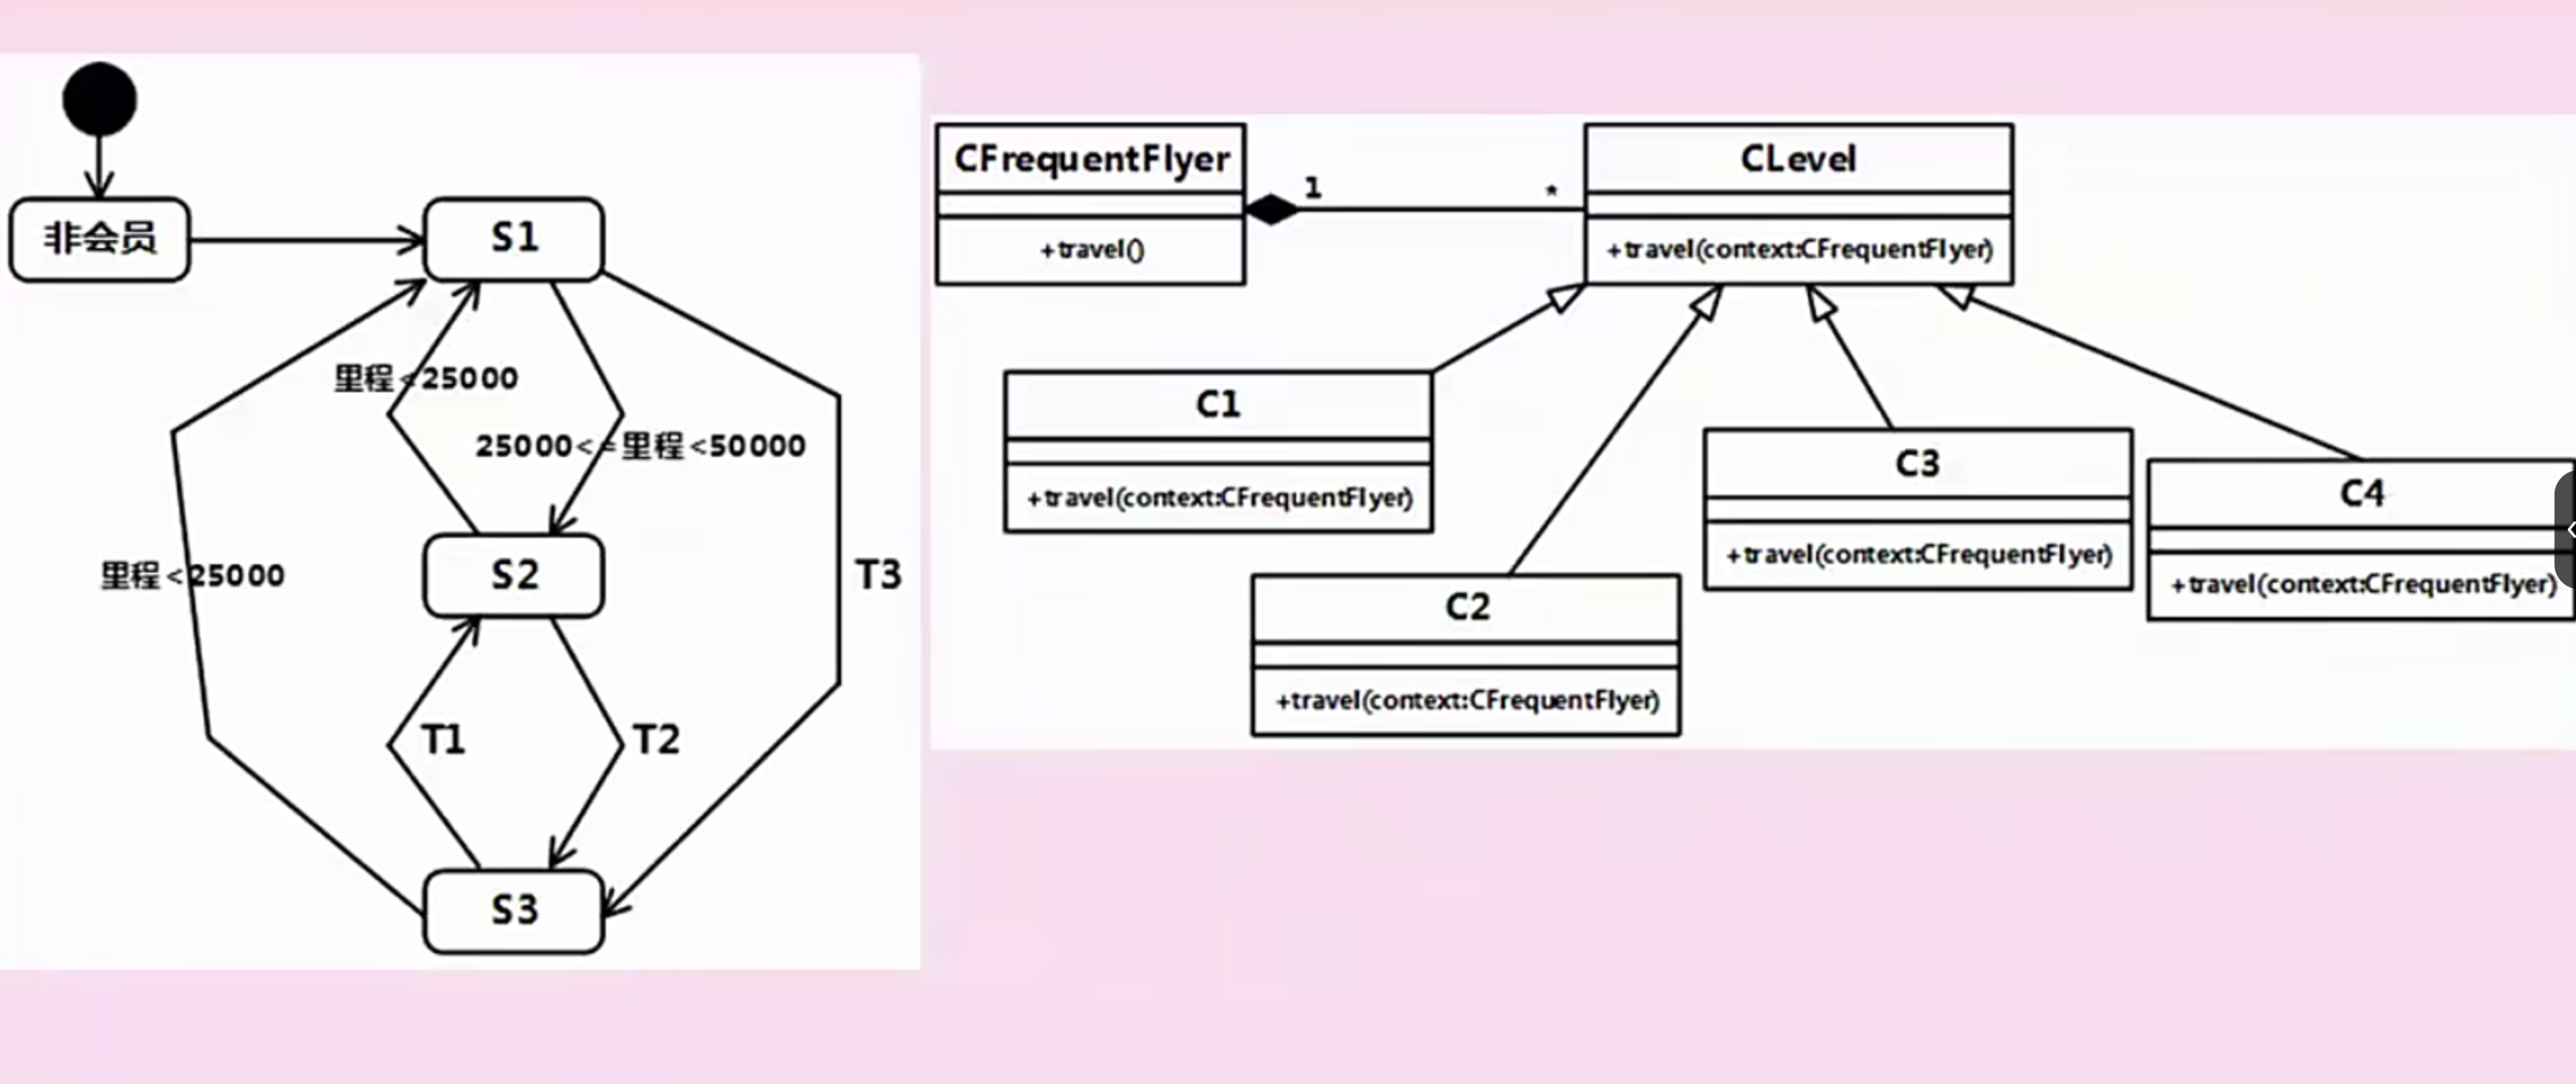 非会员
S1
里程<25000
25000<=里程<50000
S2
里程<25000
T3
T1
T2
S3
CFrequentFlyer
+travel()
1
*
CLevel
+travel(context:CFrequentFlyer)
C1
+travel(context:CFrequentFlyer)
C2
+travel(context:CFrequentFlyer)
C3
+travel(context:CFrequentFlyer)
C4
+travel(context:CFrequentFlyer)